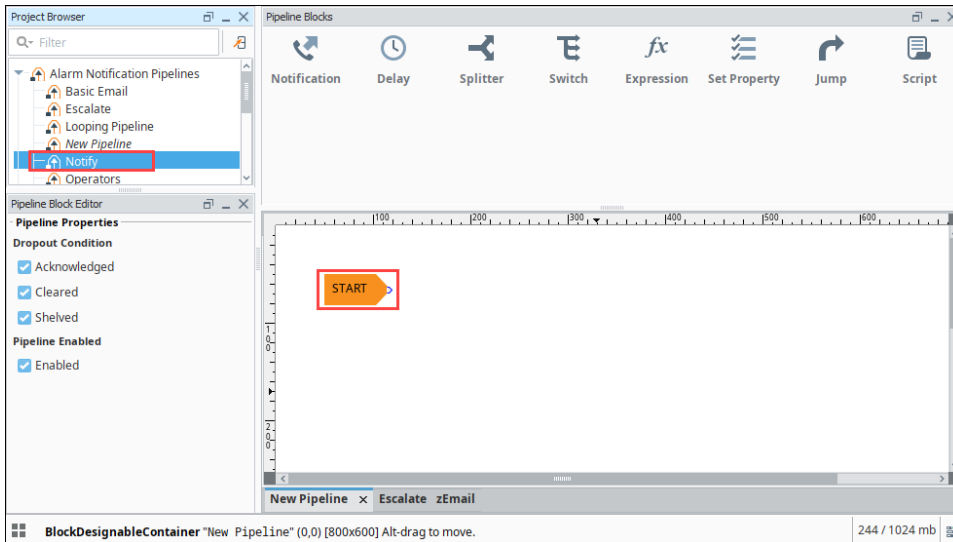 Project Browser
Filter
Alarm Notification Pipelines
Basic Email
Escalate
Looping Pipeline
New Pipeline
Notify
Operators
Pipeline Block Editor
Pipeline Properties
Dropout Condition
Acknowledged
Cleared
Shelved
Pipeline Enabled
Enabled
Pipeline Blocks
fx
Notification Delay Splitter Switch Expression Set Property Jump Script
100 200 300 400 500 600
START
100
200
New Pipeline x Escalate zEmail
BlockDesignableContainer "New Pipeline" (0,0) [800x600] Alt-drag to move.
244 / 1024 mb